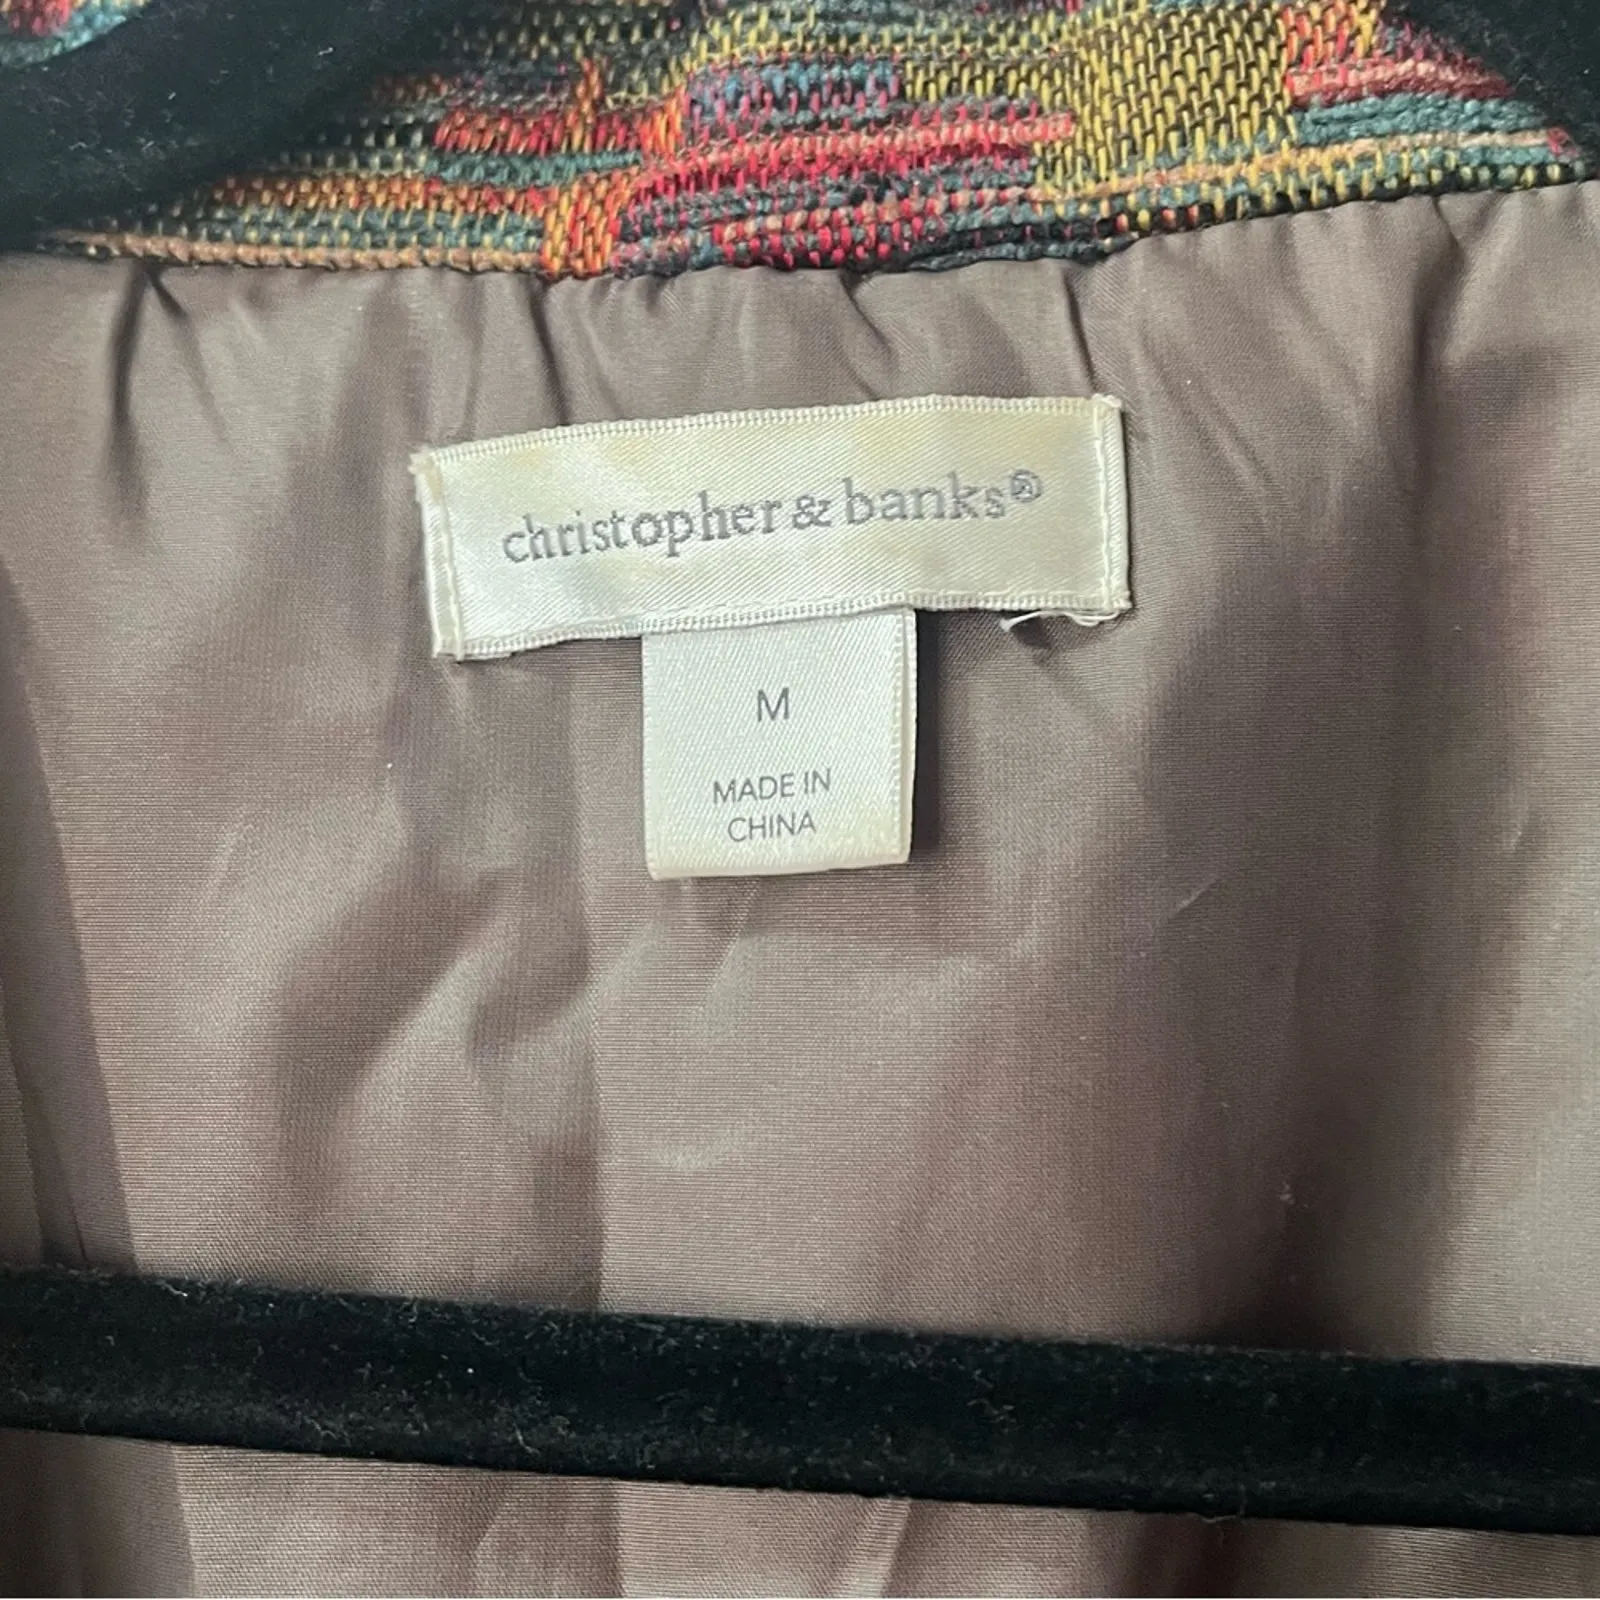 christopher & banks®
M
MADE IN
CHINA